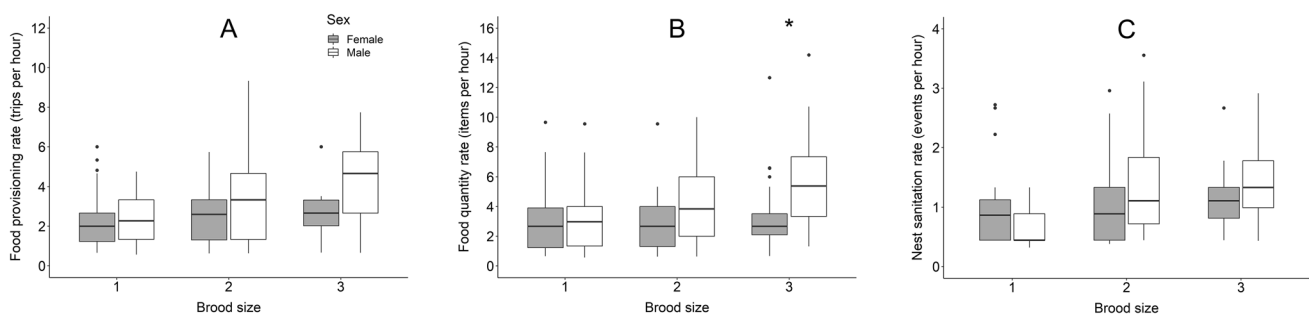 A
Sex
Female
Male
Food provisioning rate (trips per hour)
12
10
8
6
4
2
0
1
2
3
Brood size
B
*
Food quantity rate (items per hour)
16
14
12
10
8
6
4
2
0
1
2
3
Brood size
C
Nest sanitation rate (events per hour)
4
3
2
1
0
1
2
3
Brood size